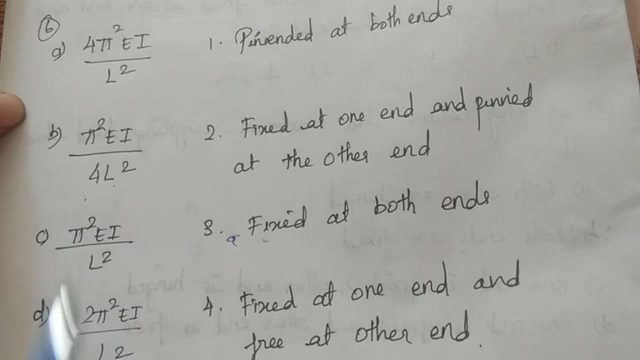 6
a) 4π²EI / L² 1. Pinnended at both ends
b) π²EI / 4L² 2. Fixed at one end and pinned
at the other end
c) π²EI / L² 3. Fixed at both ends
d) 2π²EI / L² 4. Fixed at one end and
free at other end.